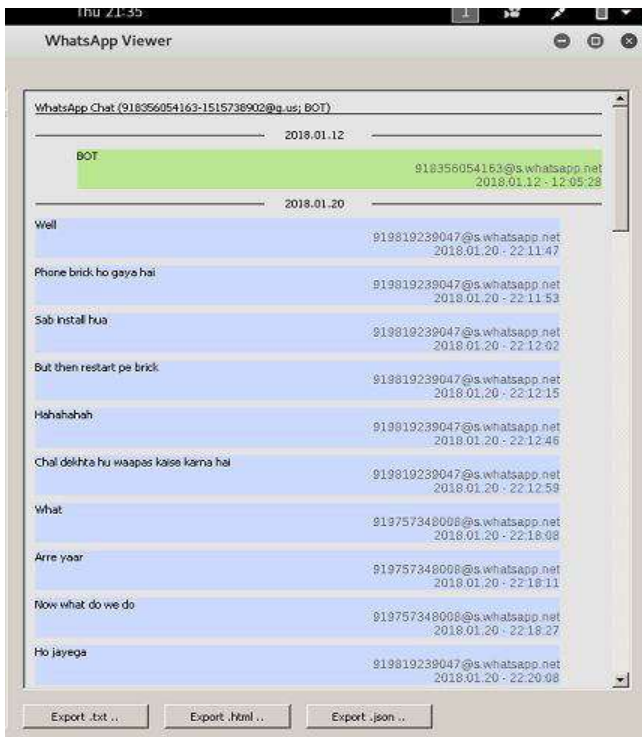 Thu 21:35
1
WhatsApp Viewer
WhatsApp Chat (918356054163-1515738902@g.us; BOT)
2018.01.12
BOT
918356054163@s.whatsapp.net
2018.01.12 - 12:05:28
2018.01.20
Well
919819239047@s.whatsapp.net
2018.01.20 - 22:11:47
Phone brick ho gaya hai
919819239047@s.whatsapp.net
2018.01.20 - 22:11:53
Sab install hua
919819239047@s.whatsapp.net
2018.01.20 - 22:12:02
But then restart pe brick
919819239047@s.whatsapp.net
2018.01.20 - 22:12:15
Hahahahah
919819239047@s.whatsapp.net
2018.01.20 - 22:12:46
Chal dekhta hu waapas kaise karna hai
919819239047@s.whatsapp.net
2018.01.20 - 22:12:59
What
919757348008@s.whatsapp.net
2018.01.20 - 22:18:08
Arre yaar
919757348008@s.whatsapp.net
2018.01.20 - 22:18:11
Now what do we do
919757348008@s.whatsapp.net
2018.01.20 - 22:18:27
Ho jayega
919819239047@s.whatsapp.net
2018.01.20 - 22:20:08
Export .txt ..
Export .html ..
Export .json ..